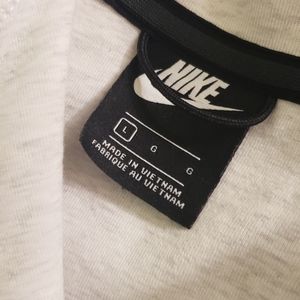 NIKE
L G G
MADE IN VIETNAM
FABRIQUÉ AU VIETNAM